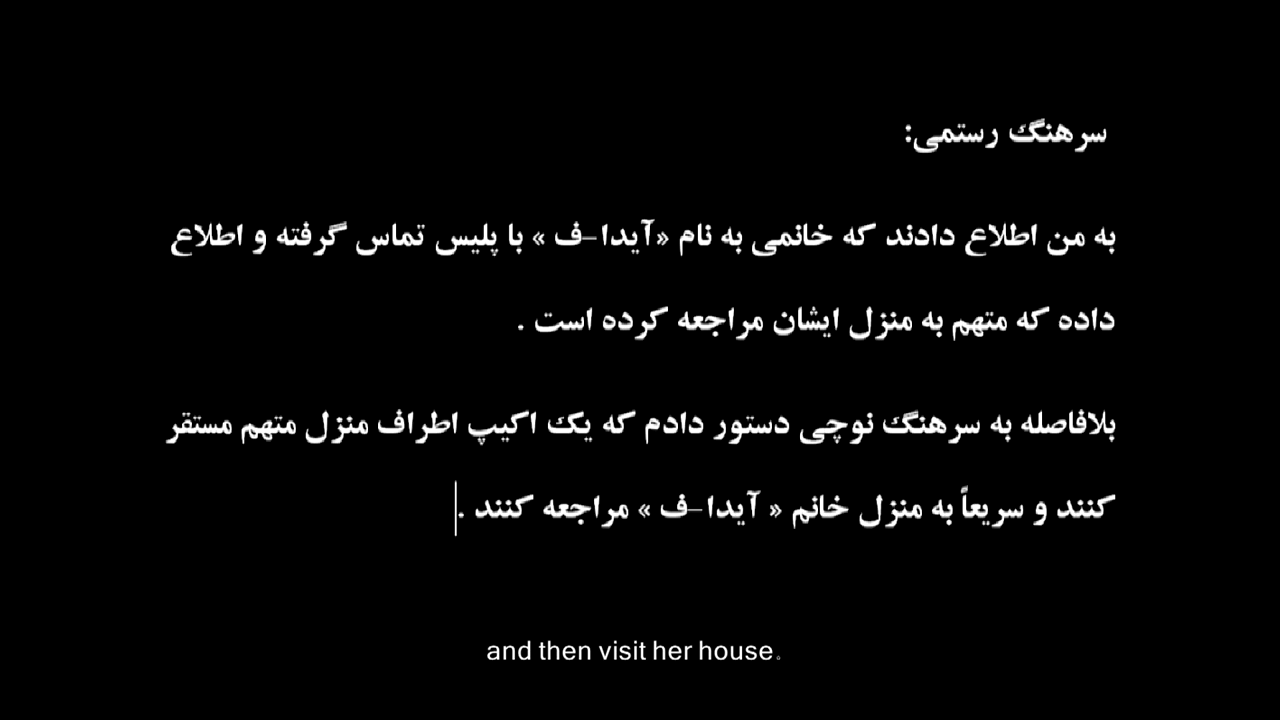 سرهنگ رستمی:
به من اطلاع دادند که خانمی به نام «آیدا-ف » با پلیس تماس گرفته و اطلاع
داده که متهم به منزل ایشان مراجعه کرده است .
بلافاصله به سرهنگ نوچی دستور دادم که یک اکیپ اطراف منزل متهم مستقر
کنند و سریعاً به منزل خانم « آیدا-ف » مراجعه کنند .
and then visit her house。